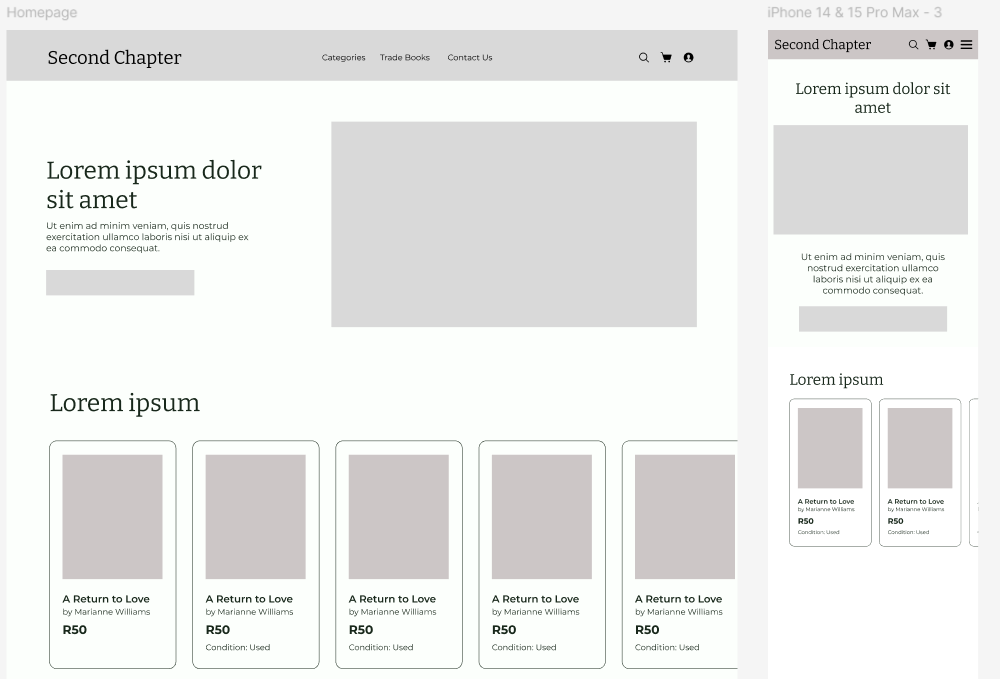 Homepage
Second Chapter
Categories Trade Books Contact Us
Lorem ipsum dolor
sit amet
Ut enim ad minim veniam, quis nostrud
exercitation ullamco laboris nisi ut aliquip ex
ea commodo consequat.
Lorem ipsum
A Return to Love
by Marianne Williams
R50
A Return to Love
by Marianne Williams
R50
Condition: Used
A Return to Love
by Marianne Williams
R50
Condition: Used
A Return to Love
by Marianne Williams
R50
Condition: Used
A Return to Love
by Marianne Williams
R50
Condition: Used
iPhone 14 & 15 Pro Max - 3
Second Chapter
Lorem ipsum dolor sit
amet
Ut enim ad minim veniam, quis
nostrud exercitation ullamco
laboris nisi ut aliquip ex ea
commodo consequat.
Lorem ipsum
A Return to Love
by Marianne Williams
R50
Condition: Used
A Return to Love
by Marianne Williams
R50
Condition: Used